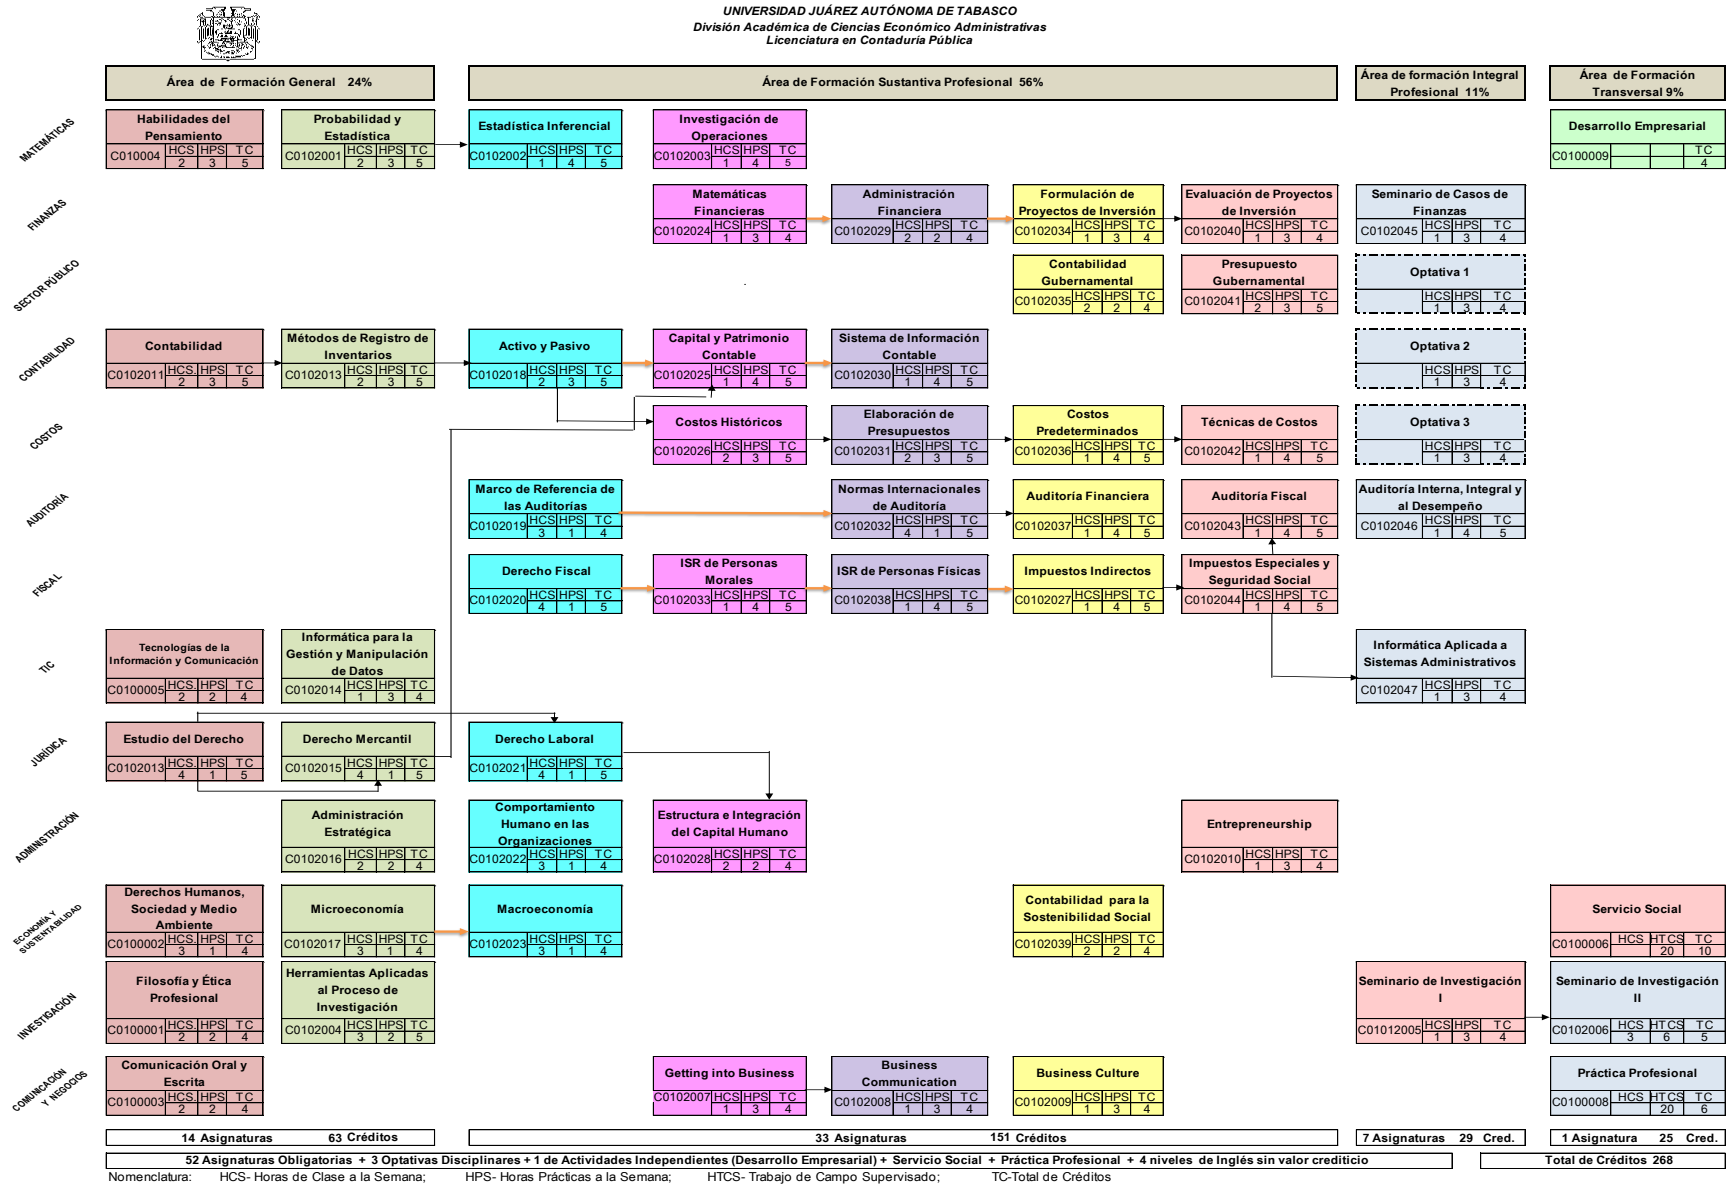 UNIVERSIDAD JUÁREZ AUTÓNOMA DE TABASCO
División Académica de Ciencias Económico Administrativas
Licenciatura en Contaduría Pública
Área de Formación General 24%
Área de Formación Sustantiva Profesional 56%
Área de formación Integral
Profesional 11%
Área de Formación
Transversal 9%
MATEMÁTICAS
Habilidades del
Pensamiento
C010004 HCS HPS TC
2 3 5
Probabilidad y
Estadística
C0102001 HCS HPS TC
2 3 5
Estadística Inferencial
C0102002 HCS HPS TC
1 4 5
Investigación de
Operaciones
C0102003 HCS HPS TC
1 4 5
Desarrollo Empresarial
C0100009 TC
4
FINANZAS
Matemáticas
Financieras
C0102024 HCS HPS TC
1 3 4
Administración
Financiera
C0102029 HCS HPS TC
2 2 4
Formulación de
Proyectos de Inversión
C0102034 HCS HPS TC
1 3 4
Evaluación de Proyectos
de Inversión
C0102040 HCS HPS TC
1 3 4
Seminario de Casos de
Finanzas
C0102045 HCS HPS TC
1 3 4
SECTOR PÚBLICO
Contabilidad
Gubernamental
C0102035 HCS HPS TC
2 2 4
Presupuesto
Gubernamental
C0102041 HCS HPS TC
2 3 5
Optativa 1
HCS HPS TC
1 3 4
CONTABILIDAD
Contabilidad
C0102011 HCS. HPS TC
2 3 5
Métodos de Registro de
Inventarios
C0102013 HCS HPS TC
2 3 5
Activo y Pasivo
C0102018 HCS HPS TC
2 3 5
Capital y Patrimonio
Contable
C0102025 HCS HPS TC
1 4 5
Sistema de Información
Contable
C0102030 HCS HPS TC
1 4 5
Optativa 2
HCS HPS TC
1 3 4
COSTOS
Costos Históricos
C0102026 HCS HPS TC
2 3 5
Elaboración de
Presupuestos
C0102031 HCS HPS TC
2 3 5
Costos
Predeterminados
C0102036 HCS HPS TC
1 4 5
Técnicas de Costos
C0102042 HCS HPS TC
1 4 5
Optativa 3
HCS HPS TC
1 3 4
AUDITORÍA
Marco de Referencia de
las Auditorías
C0102019 HCS HPS TC
3 1 4
Normas Internacionales
de Auditoría
C0102032 HCS HPS TC
4 1 5
Auditoría Financiera
C0102037 HCS HPS TC
1 4 5
Auditoría Fiscal
C0102043 HCS HPS TC
1 4 5
Auditoría Interna, Integral y
al Desempeño
C0102046 HCS HPS TC
1 4 5
FISCAL
Derecho Fiscal
C0102020 HCS HPS TC
4 1 5
ISR de Personas
Morales
C0102033 HCS HPS TC
1 4 5
ISR de Personas Físicas
C0102038 HCS HPS TC
1 4 5
Impuestos Indirectos
C0102027 HCS HPS TC
1 4 5
Impuestos Especiales y
Seguridad Social
C0102044 HCS HPS TC
1 4 5
TIC
Tecnologías de la
Información y Comunicación
C0100005 HCS. HPS TC
2 2 4
Informática para la
Gestión y Manipulación
de Datos
C0102014 HCS HPS TC
1 3 4
Informática Aplicada a
Sistemas Administrativos
C0102047 HCS HPS TC
1 3 4
JURÍDICA
Estudio del Derecho
C0102013 HCS. HPS TC
4 1 5
Derecho Mercantil
C0102015 HCS HPS TC
4 1 5
Derecho Laboral
C0102021 HCS HPS TC
4 1 5
ADMINISTRACIÓN
Administración
Estratégica
C0102016 HCS HPS TC
2 2 4
Comportamiento
Humano en las
Organizaciones
C0102022 HCS HPS TC
3 1 4
Estructura e Integración
del Capital Humano
C0102028 HCS HPS TC
2 2 4
Entrepreneurship
C0102010 HCS HPS TC
1 3 4
ECONOMÍA Y
SUSTENTABILIDAD
Derechos Humanos,
Sociedad y Medio
Ambiente
C0100002 HCS. HPS TC
3 1 4
Microeconomía
C0102017 HCS HPS TC
3 1 4
Macroeconomía
C0102023 HCS HPS TC
3 1 4
Contabilidad para la
Sostenibilidad Social
C0102039 HCS HPS TC
2 2 4
Servicio Social
C0100006 HCS HTCS TC
20 10
INVESTIGACIÓN
Filosofía y Ética
Profesional
C0100001 HCS HPS TC
2 2 4
Herramientas Aplicadas
al Proceso de
Investigación
C0102004 HCS HPS TC
3 2 5
Seminario de Investigación
I
C01012005 HCS HPS TC
1 3 4
Seminario de Investigación
II
C0102006 HCS HTCS TC
3 6 5
COMUNICACIÓN
Y NEGOCIOS
Comunicación Oral y
Escrita
C0100003 HCS. HPS TC
2 2 4
Getting into Business
C0102007 HCS HPS TC
1 3 4
Business
Communication
C0102008 HCS HPS TC
1 3 4
Business Culture
C0102009 HCS HPS TC
1 3 4
Práctica Profesional
C0100008 HCS HTCS TC
20 6
14 Asignaturas 63 Créditos
33 Asignaturas 151 Créditos
7 Asignaturas 29 Cred.
1 Asignatura 25 Cred.
52 Asignaturas Obligatorias + 3 Optativas Disciplinares + 1 de Actividades Independientes (Desarrollo Empresarial) + Servicio Social + Práctica Profesional + 4 niveles de Inglés sin valor crediticio
Total de Créditos 268
Nomenclatura: HCS- Horas de Clase a la Semana; HPS- Horas Prácticas a la Semana; HTCS- Trabajo de Campo Supervisado; TC-Total de Créditos